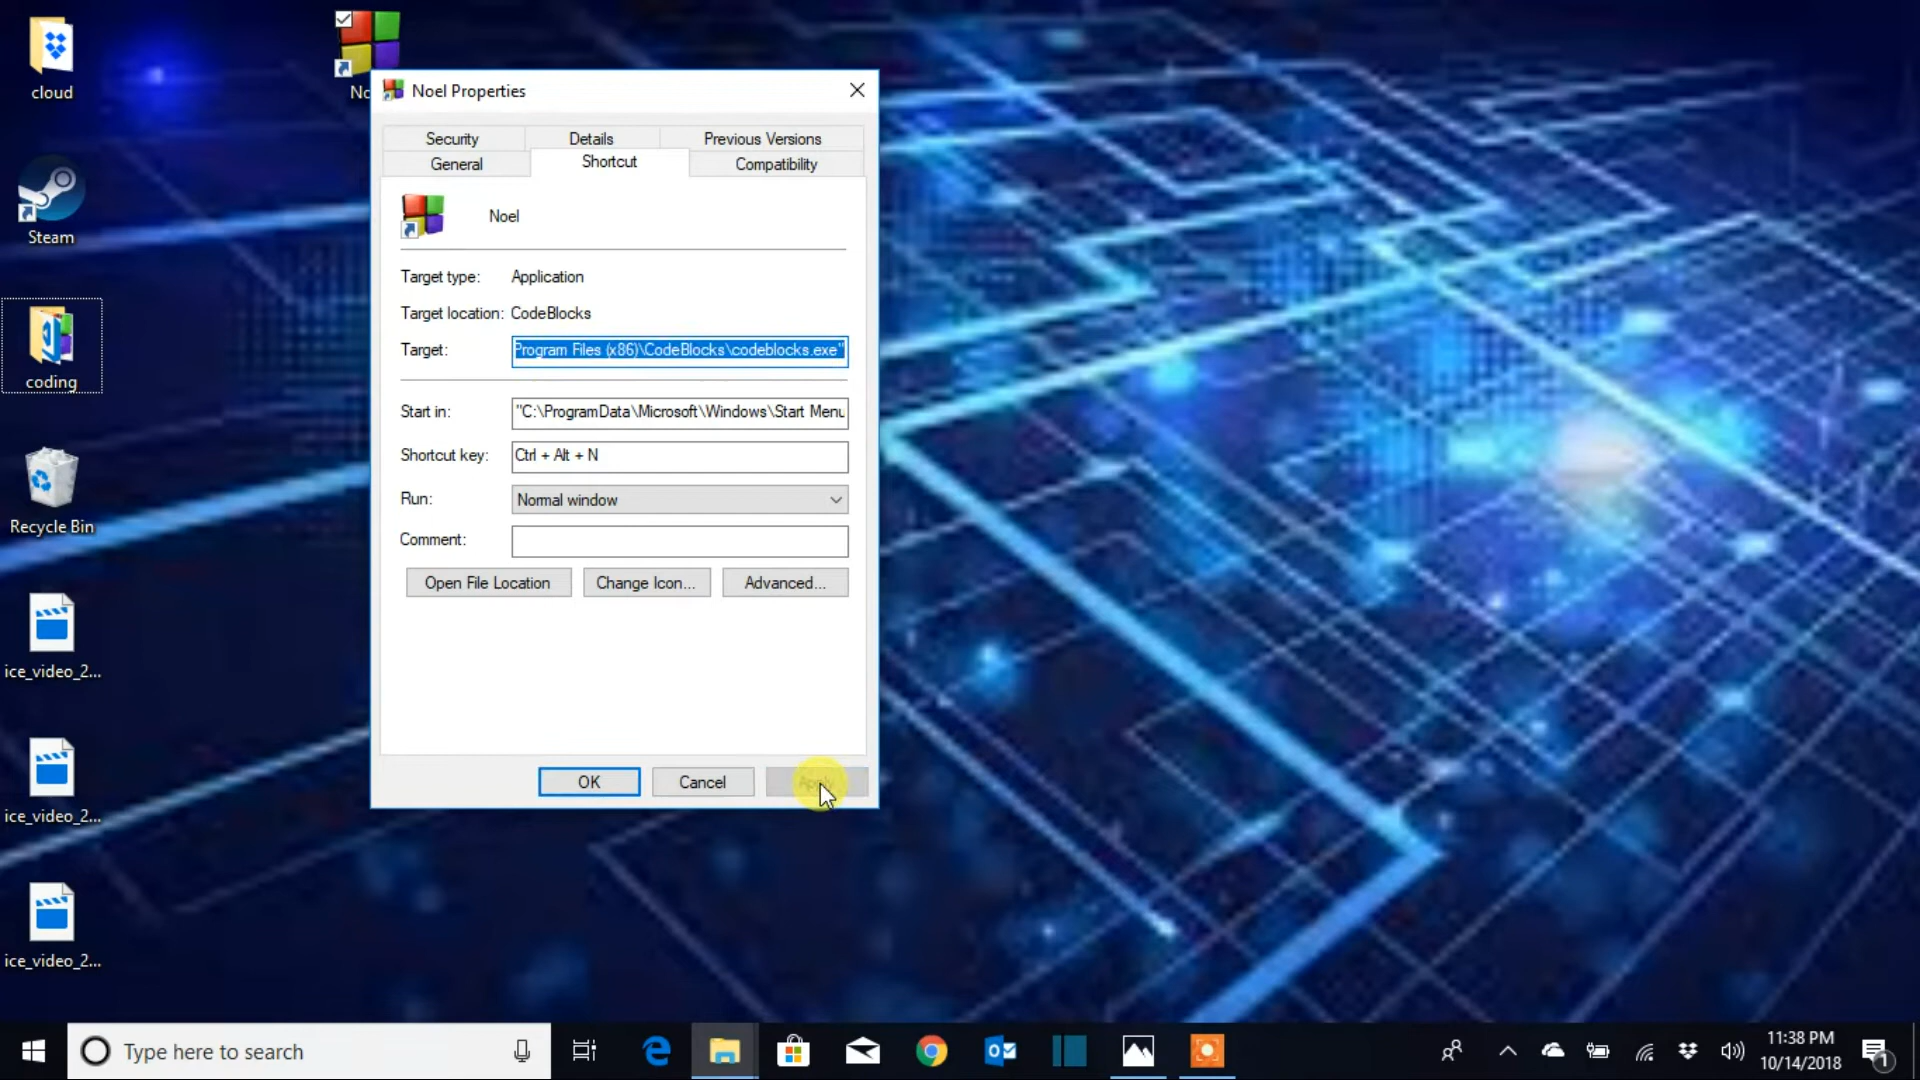 cloud
No
Steam
coding
Recycle Bin
ice_video_2...
ice_video_2...
ice_video_2...
Noel Properties
Security
Details
Previous Versions
General
Shortcut
Compatibility
Noel
Target type:
Application
Target location:
CodeBlocks
Target:
Program Files (x86)\CodeBlocks\codeblocks.exe"
Start in:
"C:\ProgramData\Microsoft\Windows\Start Menu
Shortcut key:
Ctrl + Alt + N
Run:
Normal window
Comment:
Open File Location
Change Icon...
Advanced...
OK
Cancel
Apply
Type here to search
11:38 PM
10/14/2018
1